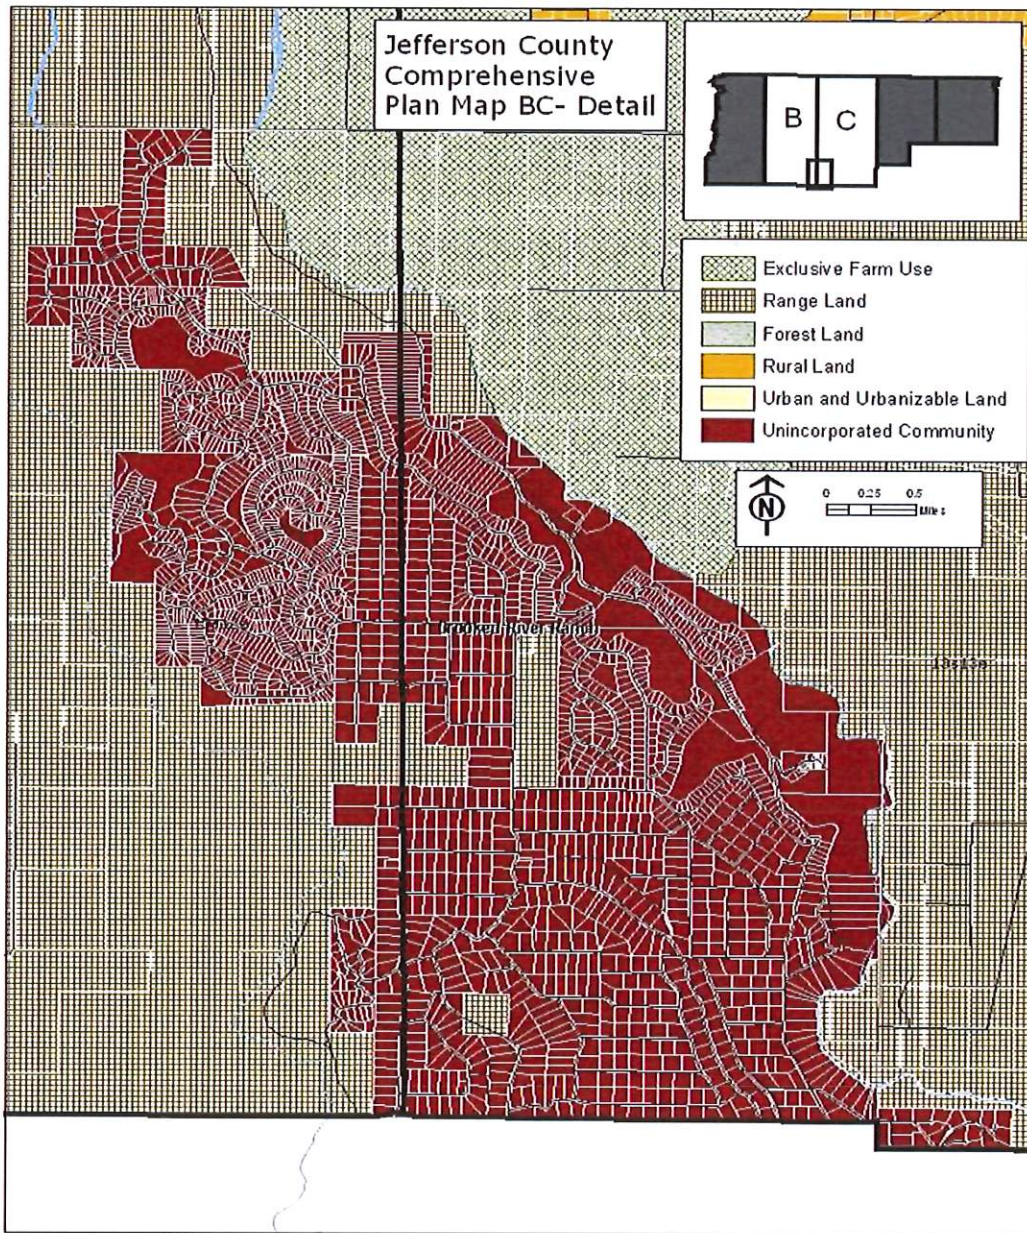 Jefferson County
Comprehensive
Plan Map BC- Detail
B
C
Exclusive Farm Use
Range Land
Forest Land
Rural Land
Urban and Urbanizable Land
Unincorporated Community
N
0 0.25 0.5
Miles
Crooked River Ranch